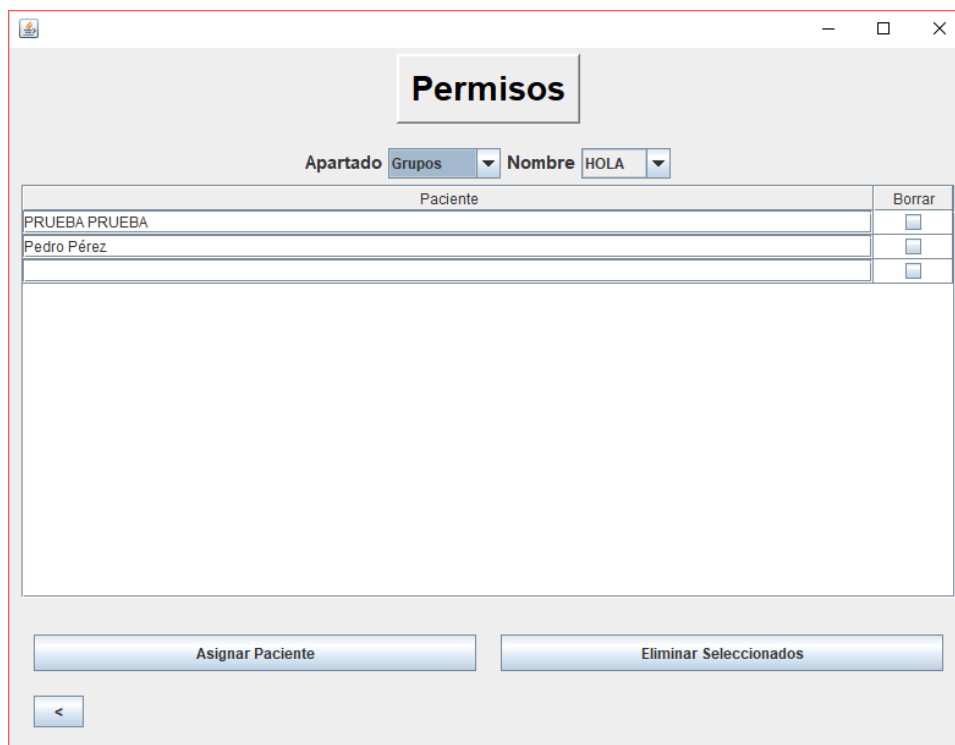 Permisos
Apartado Grupos Nombre HOLA
Paciente Borrar
PRUEBA PRUEBA
Pedro Pérez
Asignar Paciente Eliminar Seleccionados
<